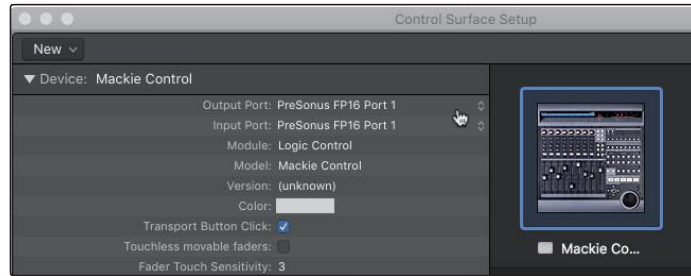 Control Surface Setup
New
Device: Mackie Control
Output Port: PreSonus FP16 Port 1
Input Port: PreSonus FP16 Port 1
Module: Logic Control
Model: Mackie Control
Version: (unknown)
Color:
Transport Button Click:
Touchless movable faders:
Fader Touch Sensitivity: 3
Mackie Co...